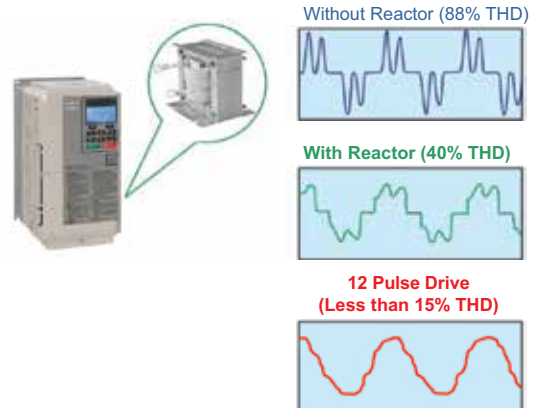 Without Reactor (88% THD)
With Reactor (40% THD)
12 Pulse Drive
(Less than 15% THD)